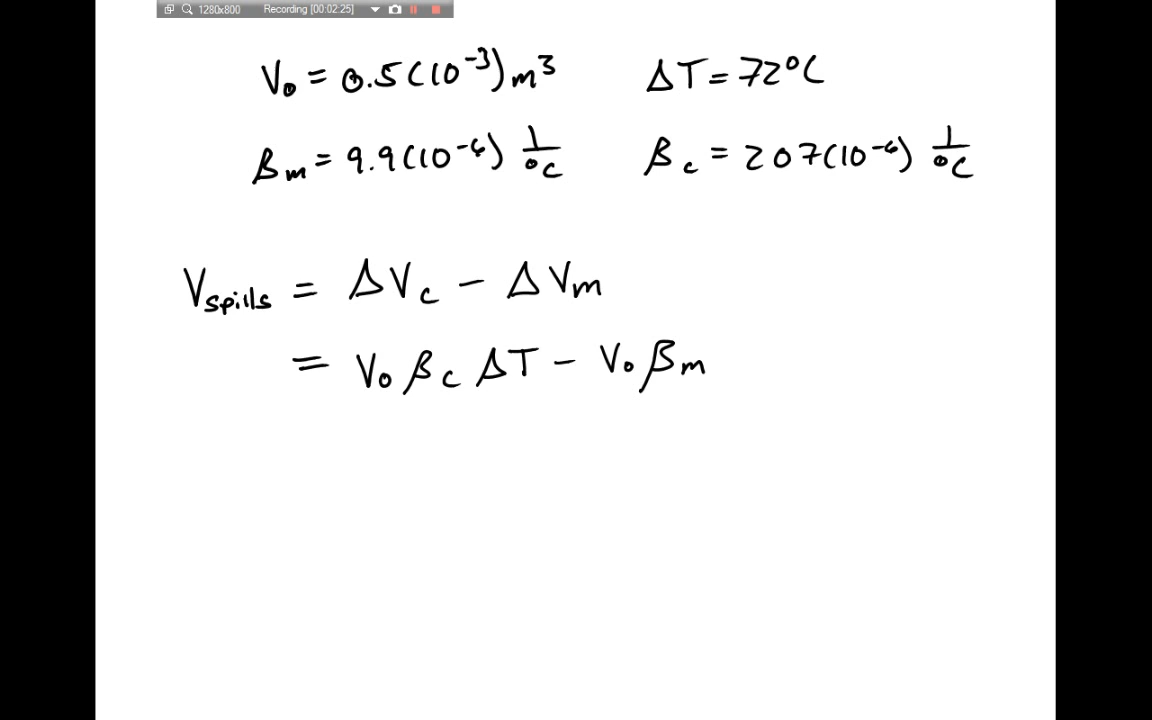 1280x800 Recording [00:02:25]
V₀ = 0.5(10⁻³) m³ ΔT = 72°C
βm = 9.9(10⁻⁶) 1/°C βc = 207(10⁻⁶) 1/°C
Vspills = ΔVc − ΔVm
= V₀ βc ΔT − V₀ βm